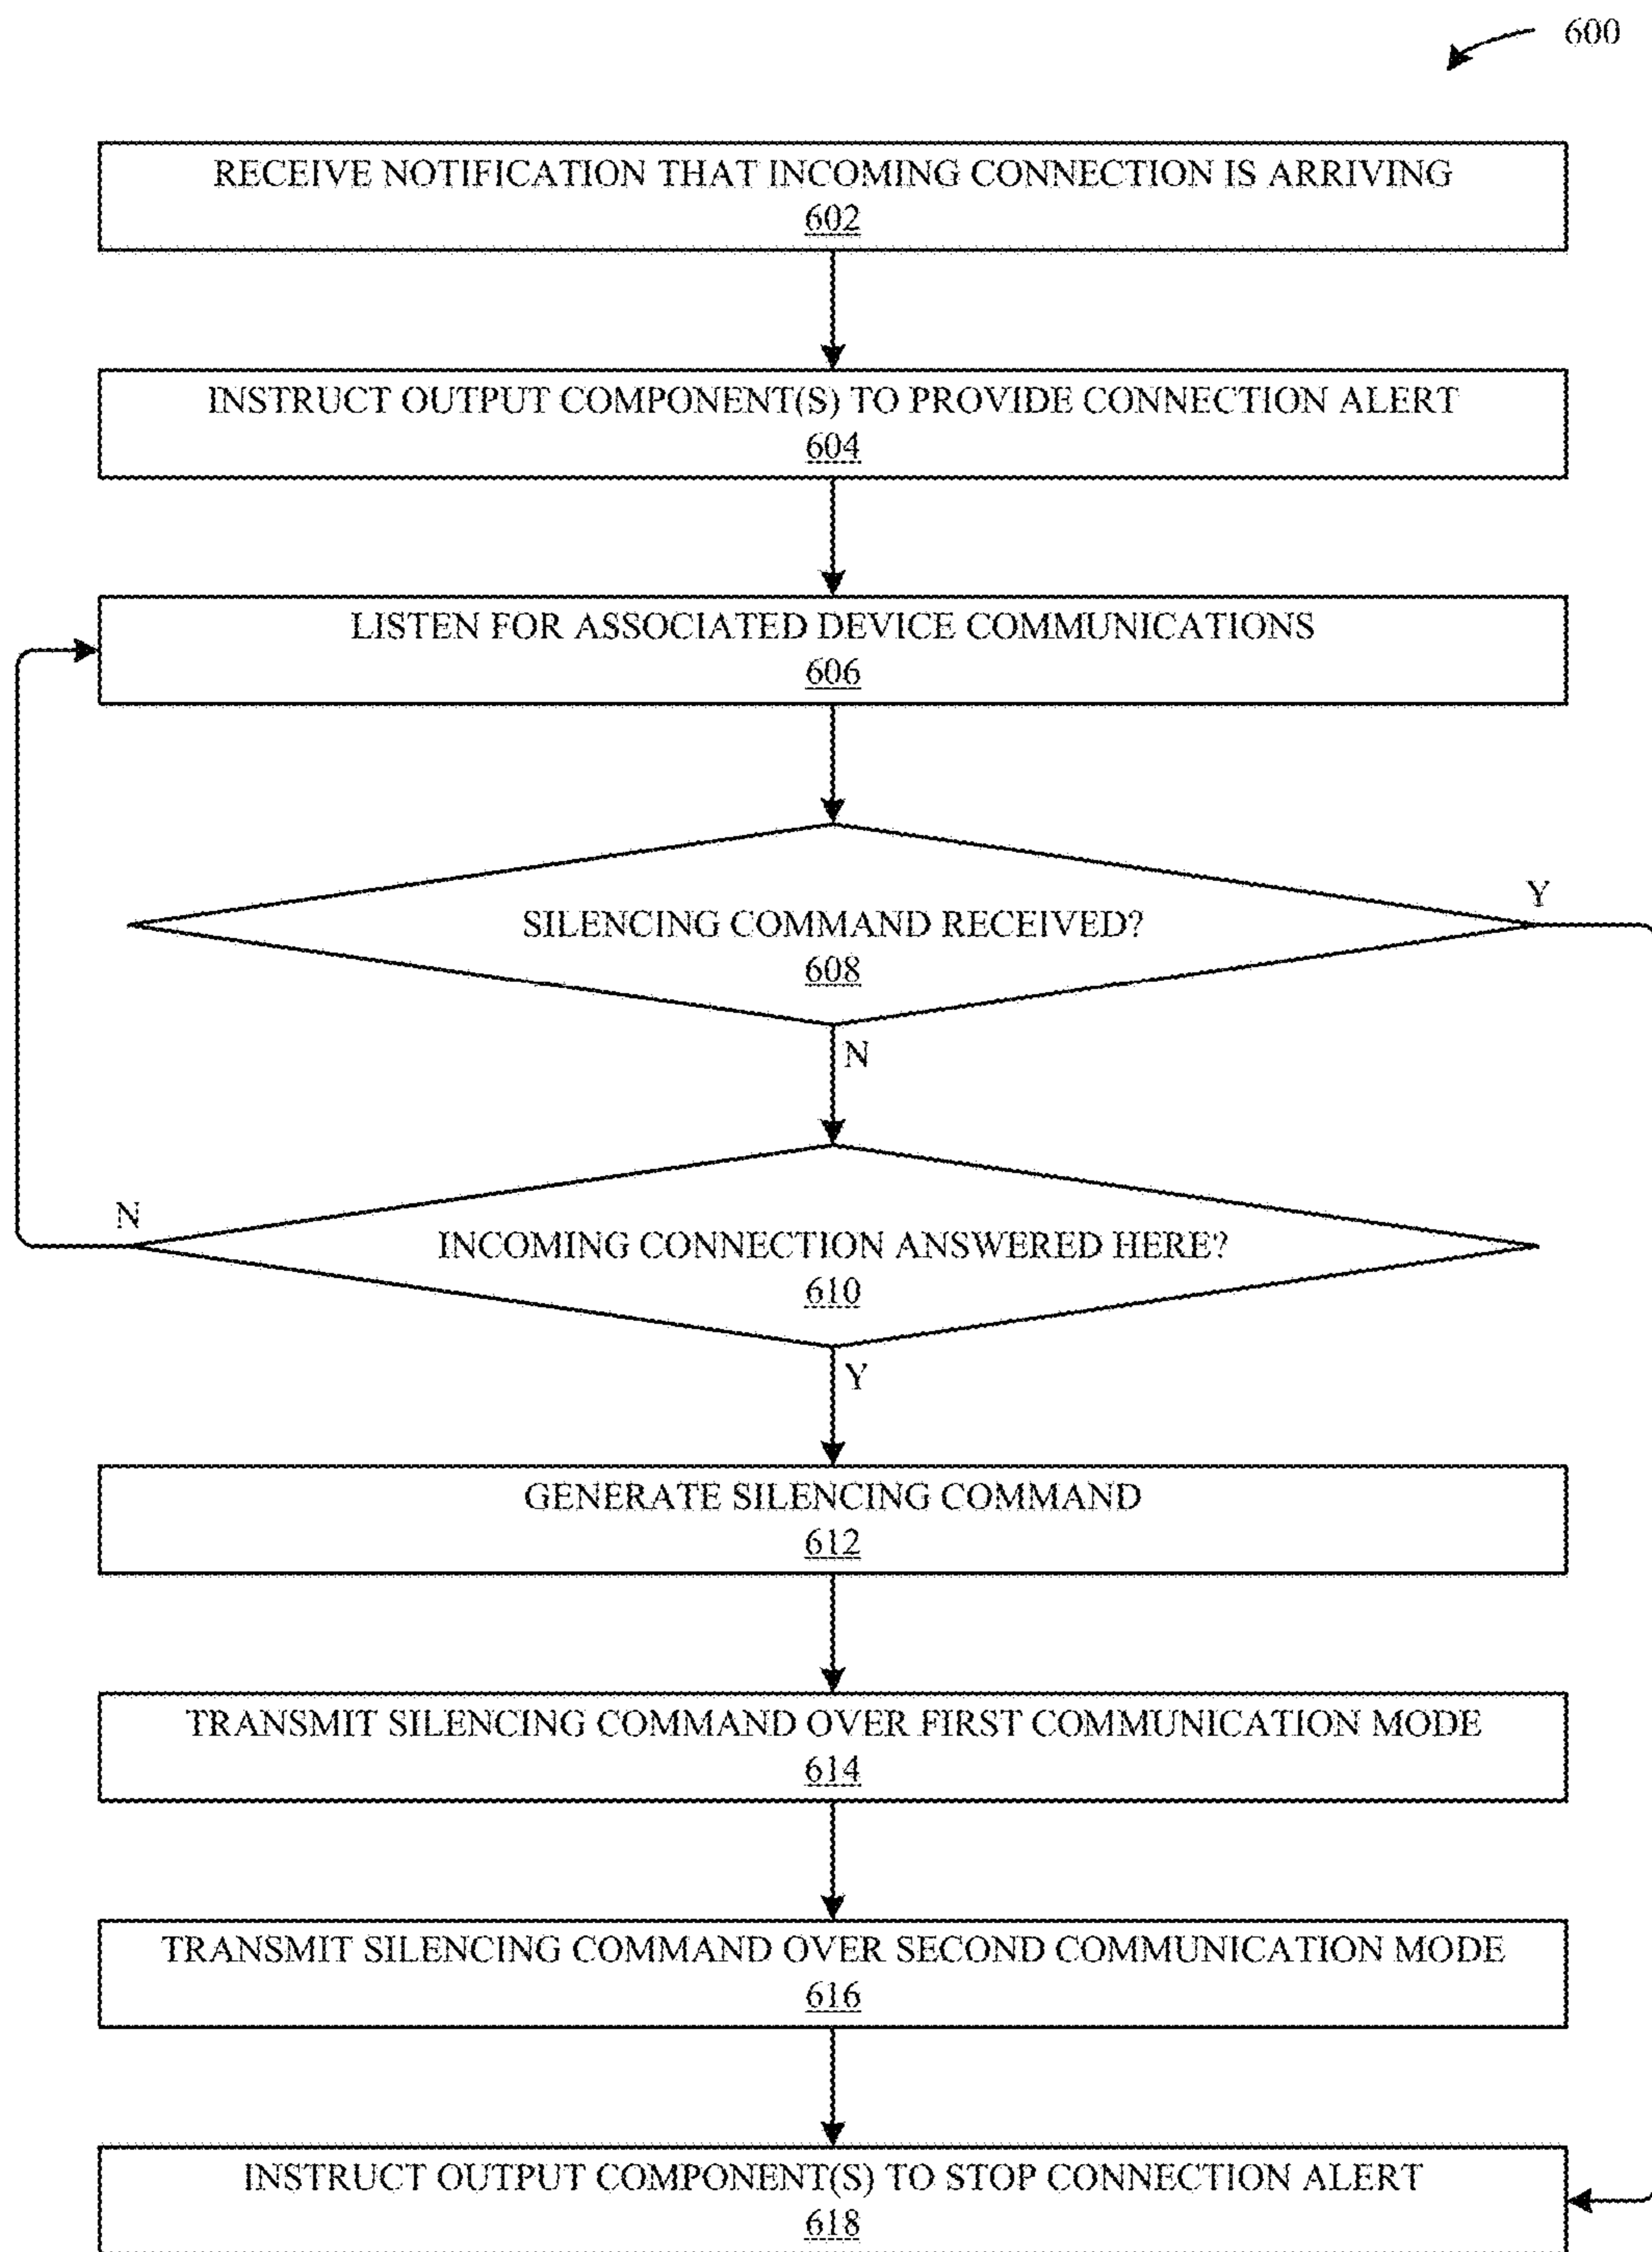 600
RECEIVE NOTIFICATION THAT INCOMING CONNECTION IS ARRIVING
602
INSTRUCT OUTPUT COMPONENT(S) TO PROVIDE CONNECTION ALERT
604
LISTEN FOR ASSOCIATED DEVICE COMMUNICATIONS
606
Y
SILENCING COMMAND RECEIVED?
608
N
N
INCOMING CONNECTION ANSWERED HERE?
610
Y
GENERATE SILENCING COMMAND
612
TRANSMIT SILENCING COMMAND OVER FIRST COMMUNICATION MODE
614
TRANSMIT SILENCING COMMAND OVER SECOND COMMUNICATION MODE
616
INSTRUCT OUTPUT COMPONENT(S) TO STOP CONNECTION ALERT
618